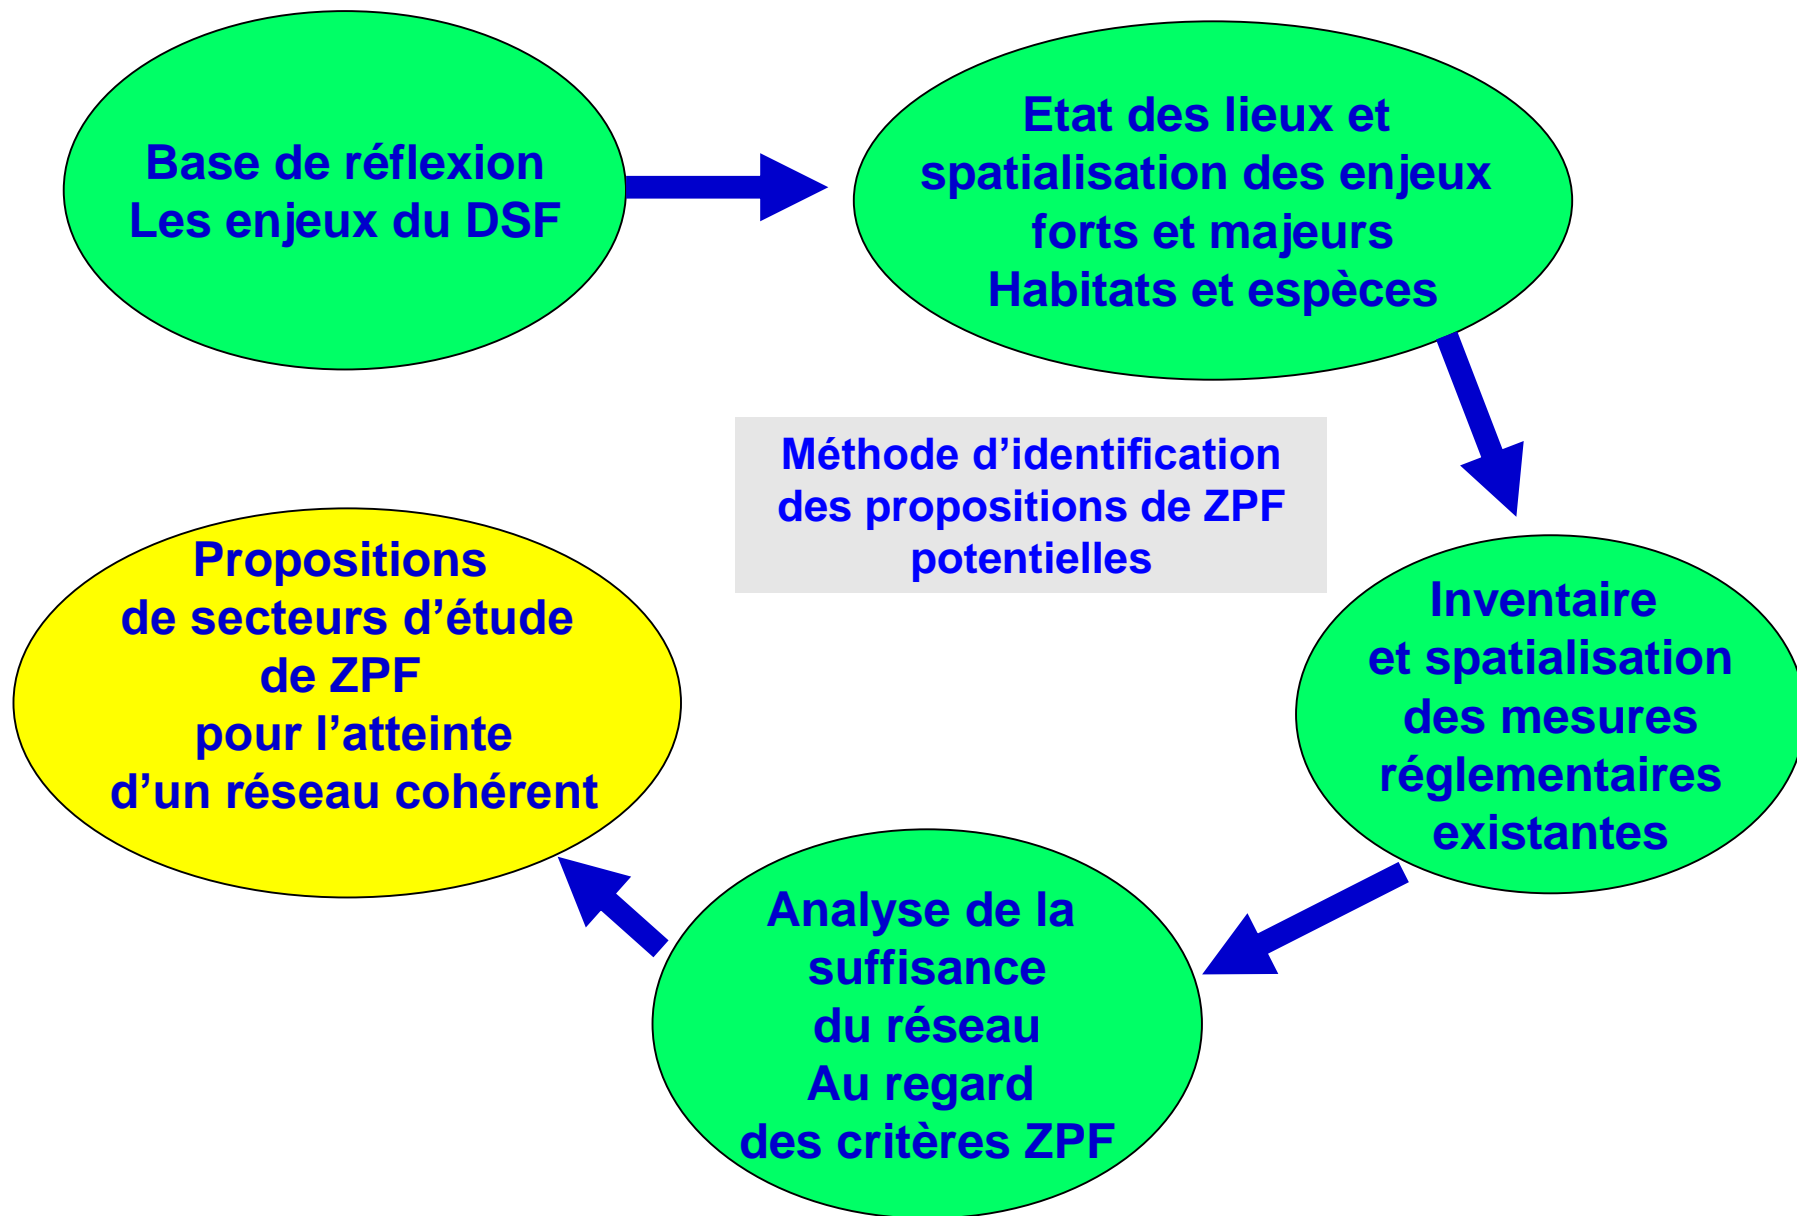 Base de réflexion
Les enjeux du DSF
Etat des lieux et
spatialisation des enjeux
forts et majeurs
Habitats et espèces
Méthode d’identification
des propositions de ZPF
potentielles
Inventaire
et spatialisation
des mesures
réglementaires
existantes
Analyse de la
suffisance
du réseau
Au regard
des critères ZPF
Propositions
de secteurs d’étude
de ZPF
pour l’atteinte
d’un réseau cohérent